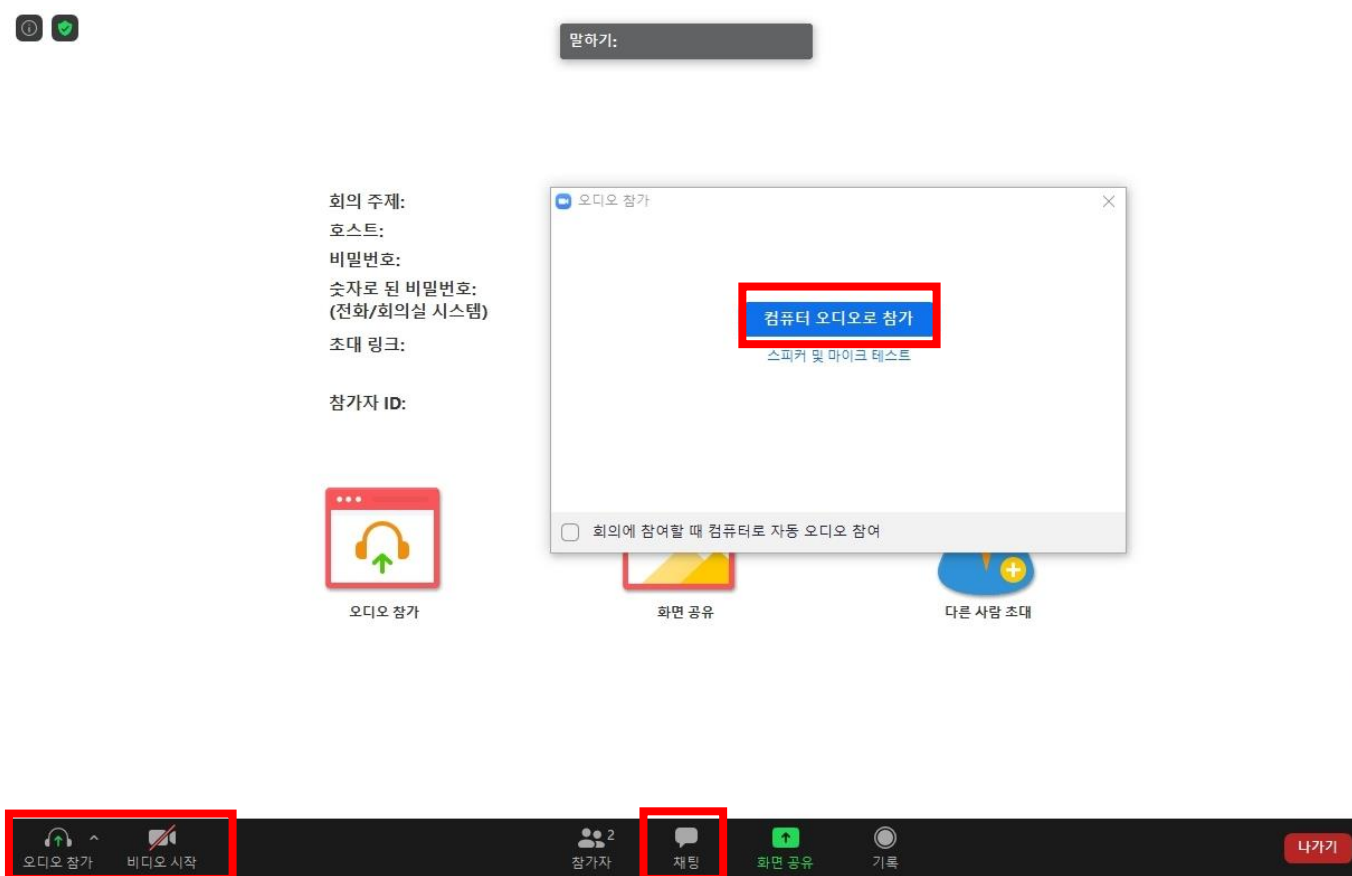 말하기:
회의 주제:
호스트:
비밀번호:
숫자로 된 비밀번호:
(전화/회의실 시스템)
초대 링크:
참가자 ID:
오디오 참가
컴퓨터 오디오로 참가
스피커 및 마이크 테스트
회의에 참여할 때 컴퓨터로 자동 오디오 참여
오디오 참가
화면 공유
다른 사람 초대
오디오 참가
비디오 시작
2
참가자
채팅
화면 공유
기록
나가기